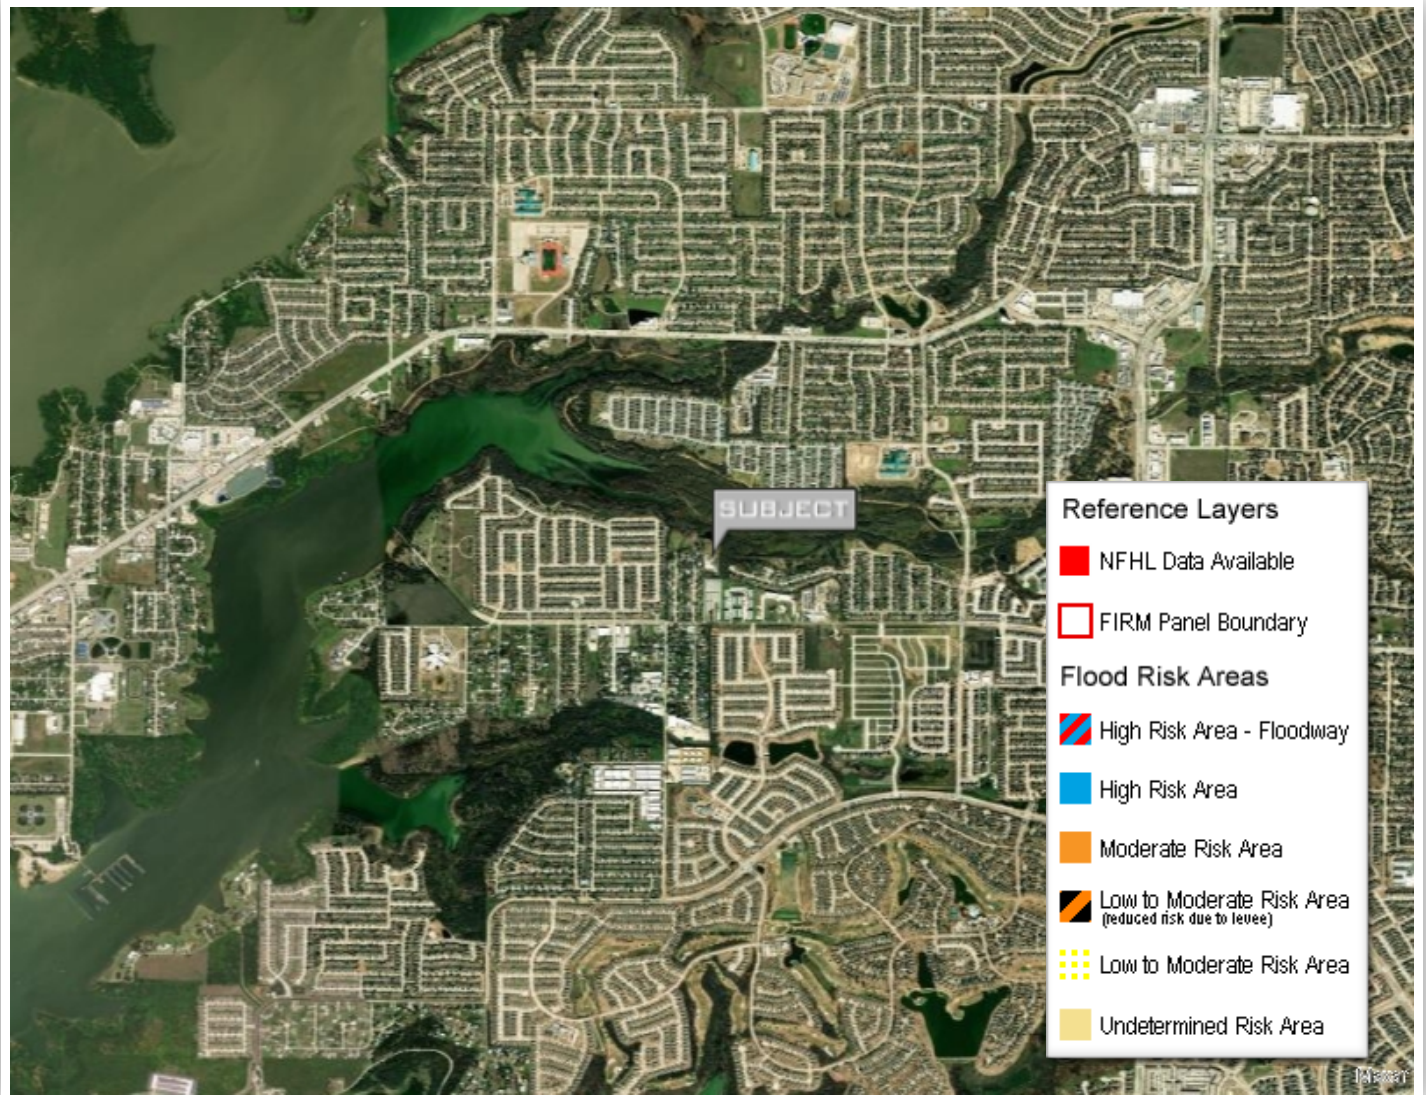 SUBJECT
Reference Layers
NFHL Data Available
FIRM Panel Boundary
Flood Risk Areas
High Risk Area - Floodway
High Risk Area
Moderate Risk Area
Low to Moderate Risk Area
(reduced risk due to levee)
Low to Moderate Risk Area
Undetermined Risk Area
Maxar